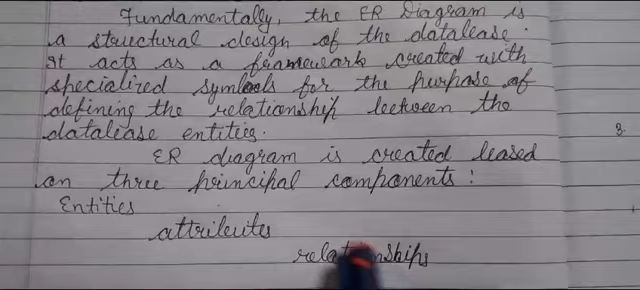 Fundamentally, the ER Diagram is
a structural design of the database.
It acts as a framework created with
specialized symbols for the purpose of
defining the relationship between the
database entities.
ER diagram is created based
on three principal components:
Entities
attributes
relationships
8